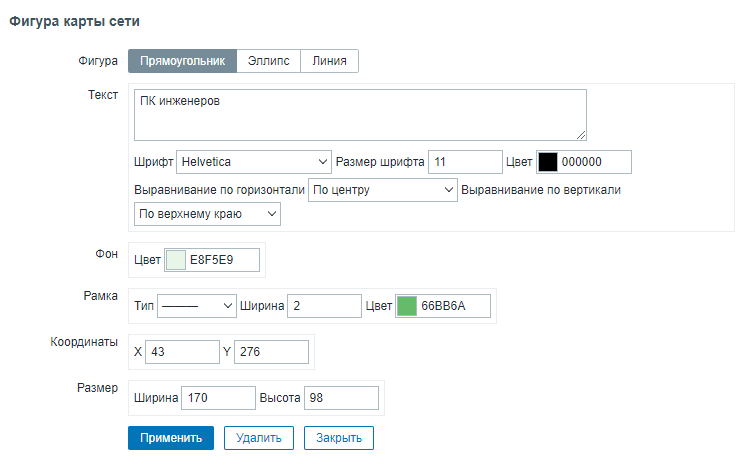 Фигура карты сети
Фигура Прямоугольник Эллипс Линия
Текст ПК инженеров
Шрифт Helvetica Размер шрифта 11 Цвет 000000
Выравнивание по горизонтали По центру Выравнивание по вертикали
По верхнему краю
Фон Цвет E8F5E9
Рамка Тип Ширина 2 Цвет 66BB6A
Координаты X 43 Y 276
Размер Ширина 170 Высота 98
Применить Удалить Закрыть